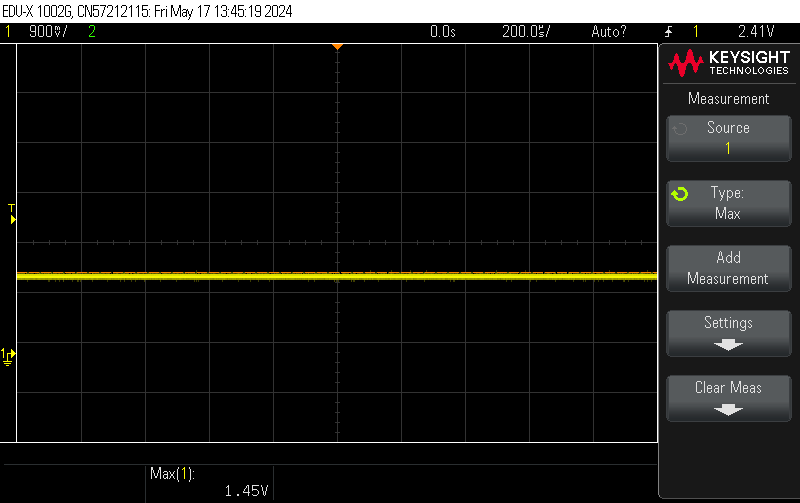 EDU-X 1002G, CN57212115: Fri May 17 13:45:19 2024
1 900mV/ 2 0.0s 200.0s/ Auto? 1 2.41V
KEYSIGHT
TECHNOLOGIES
Measurement
Source
1
Type:
Max
Add
Measurement
Settings
Clear Meas
T
1
Max(1):
1.45V